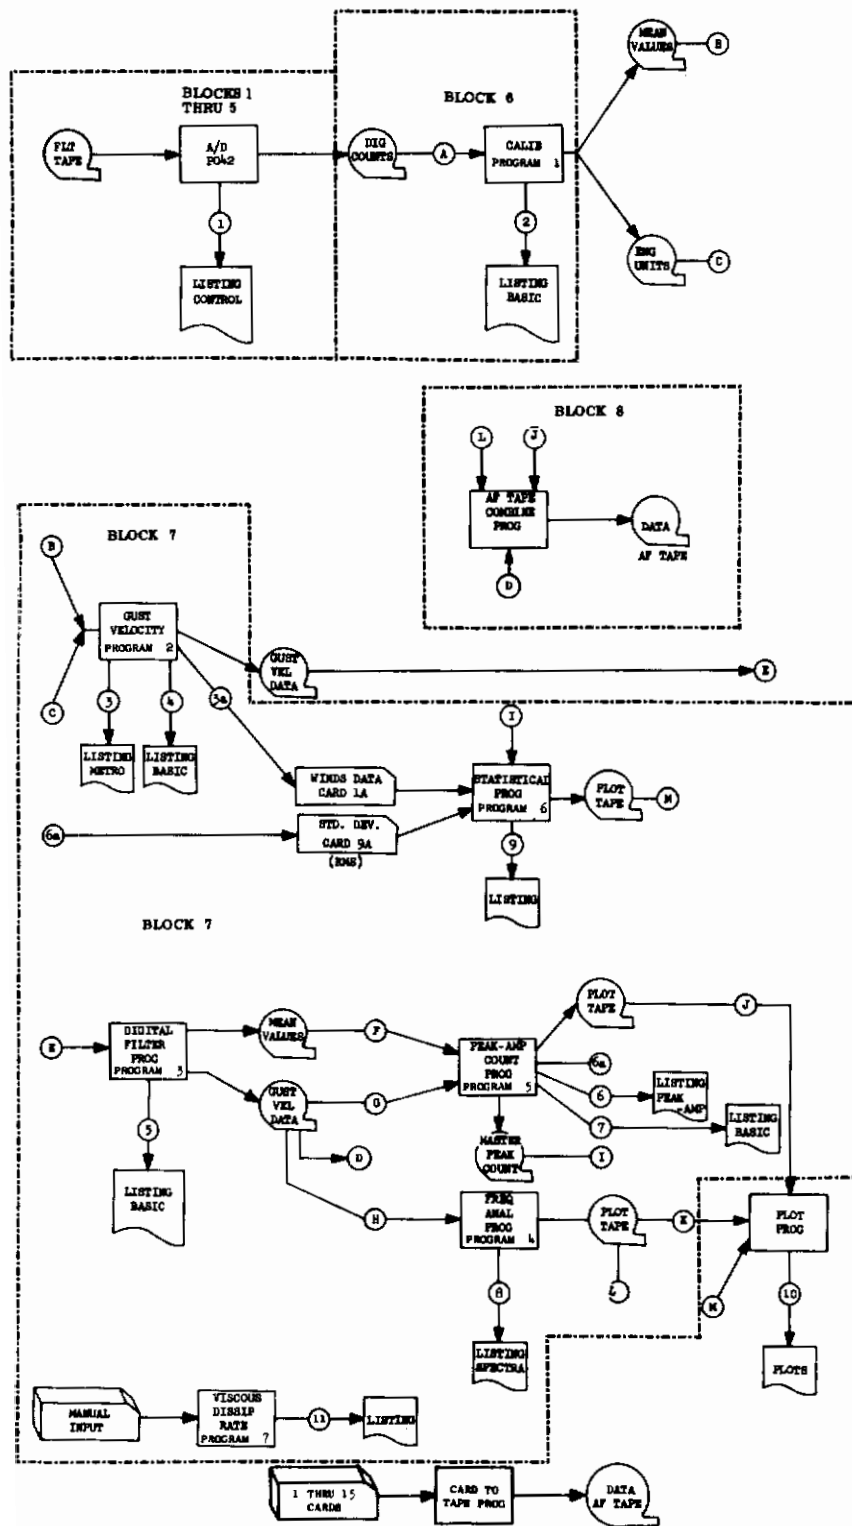 MEAN
VALUES
B
BLOCKS 1
THRU 5
BLOCK 6
FLT
TAPE
A/D
P042
DIG
COUNTS
A
CALIB
PROGRAM 1
1
2
LISTING
CONTROL
LISTING
BASIC
ENG
UNITS
C
BLOCK 8
L
J
AF TAPE
COMBINE
PROG
DATA
AF TAPE
D
BLOCK 7
B
GUST
VELOCITY
PROGRAM 2
C
3
4
3a
GUST
VEL
DATA
E
LISTING
METRO
LISTING
BASIC
I
WINDS DATA
CARD 1A
STATISTICAL
PROG
PROGRAM 6
PLOT
TAPE
M
6a
STD. DEV.
CARD 9A
(RMS)
9
LISTING
BLOCK 7
E
DIGITAL
FILTER
PROG
PROGRAM 3
MEAN
VALUES
F
GUST
VEL
DATA
G
D
H
5
LISTING
BASIC
PEAK-AMP
COUNT
PROG
PROGRAM 5
PLOT
TAPE
J
6a
6
LISTING
PEAK
-AMP
7
LISTING
BASIC
MASTER
PEAK
COUNT
I
FREQ
ANAL
PROG
PROGRAM 4
PLOT
TAPE
K
PLOT
PROG
M
10
PLOTS
8
LISTING
SPECTRA
MANUAL
INPUT
VISCOUS
DISSIP
RATE
PROGRAM 7
11
LISTING
1 THRU 15
CARDS
CARD TO
TAPE PROG
DATA
AF TAPE